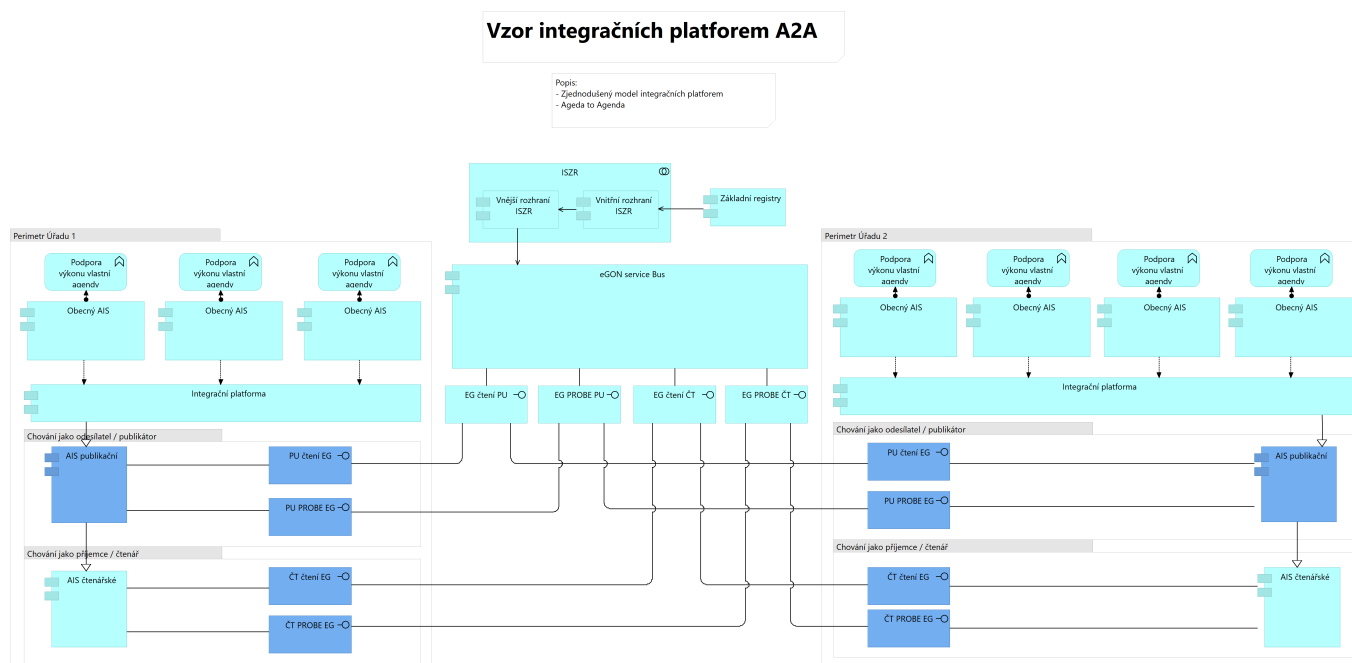 Vzor integračních platforem A2A
Popis:
- Zjednodušený model integračních platforem
- Ageda to Agenda
ISZR
Vnější rozhraní
ISZR
Vnitřní rozhraní
ISZR
Základní registry
Perimetr Úřadu 1
Podpora
výkonu vlastní
agendy
Podpora
výkonu vlastní
agendy
Podpora
výkonu vlastní
agendy
Obecný AIS
Obecný AIS
Obecný AIS
Integrační platforma
Chování jako odesílatel / publikátor
AIS publikační
PU čtení EG
PU PROBE EG
Chování jako příjemce / čtenář
AIS čtenářské
ČT čtení EG
ČT PROBE EG
eGON service Bus
EG čtení PU
EG PROBE PU
EG čtení ČT
EG PROBE ČT
Perimetr Úřadu 2
Podpora
výkonu vlastní
agendy
Podpora
výkonu vlastní
agendy
Podpora
výkonu vlastní
agendy
Podpora
výkonu vlastní
agendy
Obecný AIS
Obecný AIS
Obecný AIS
Obecný AIS
Integrační platforma
Chování jako odesílatel / publikátor
PU čtení EG
AIS publikační
PU PROBE EG
Chování jako příjemce / čtenář
ČT čtení EG
AIS čtenářské
ČT PROBE EG